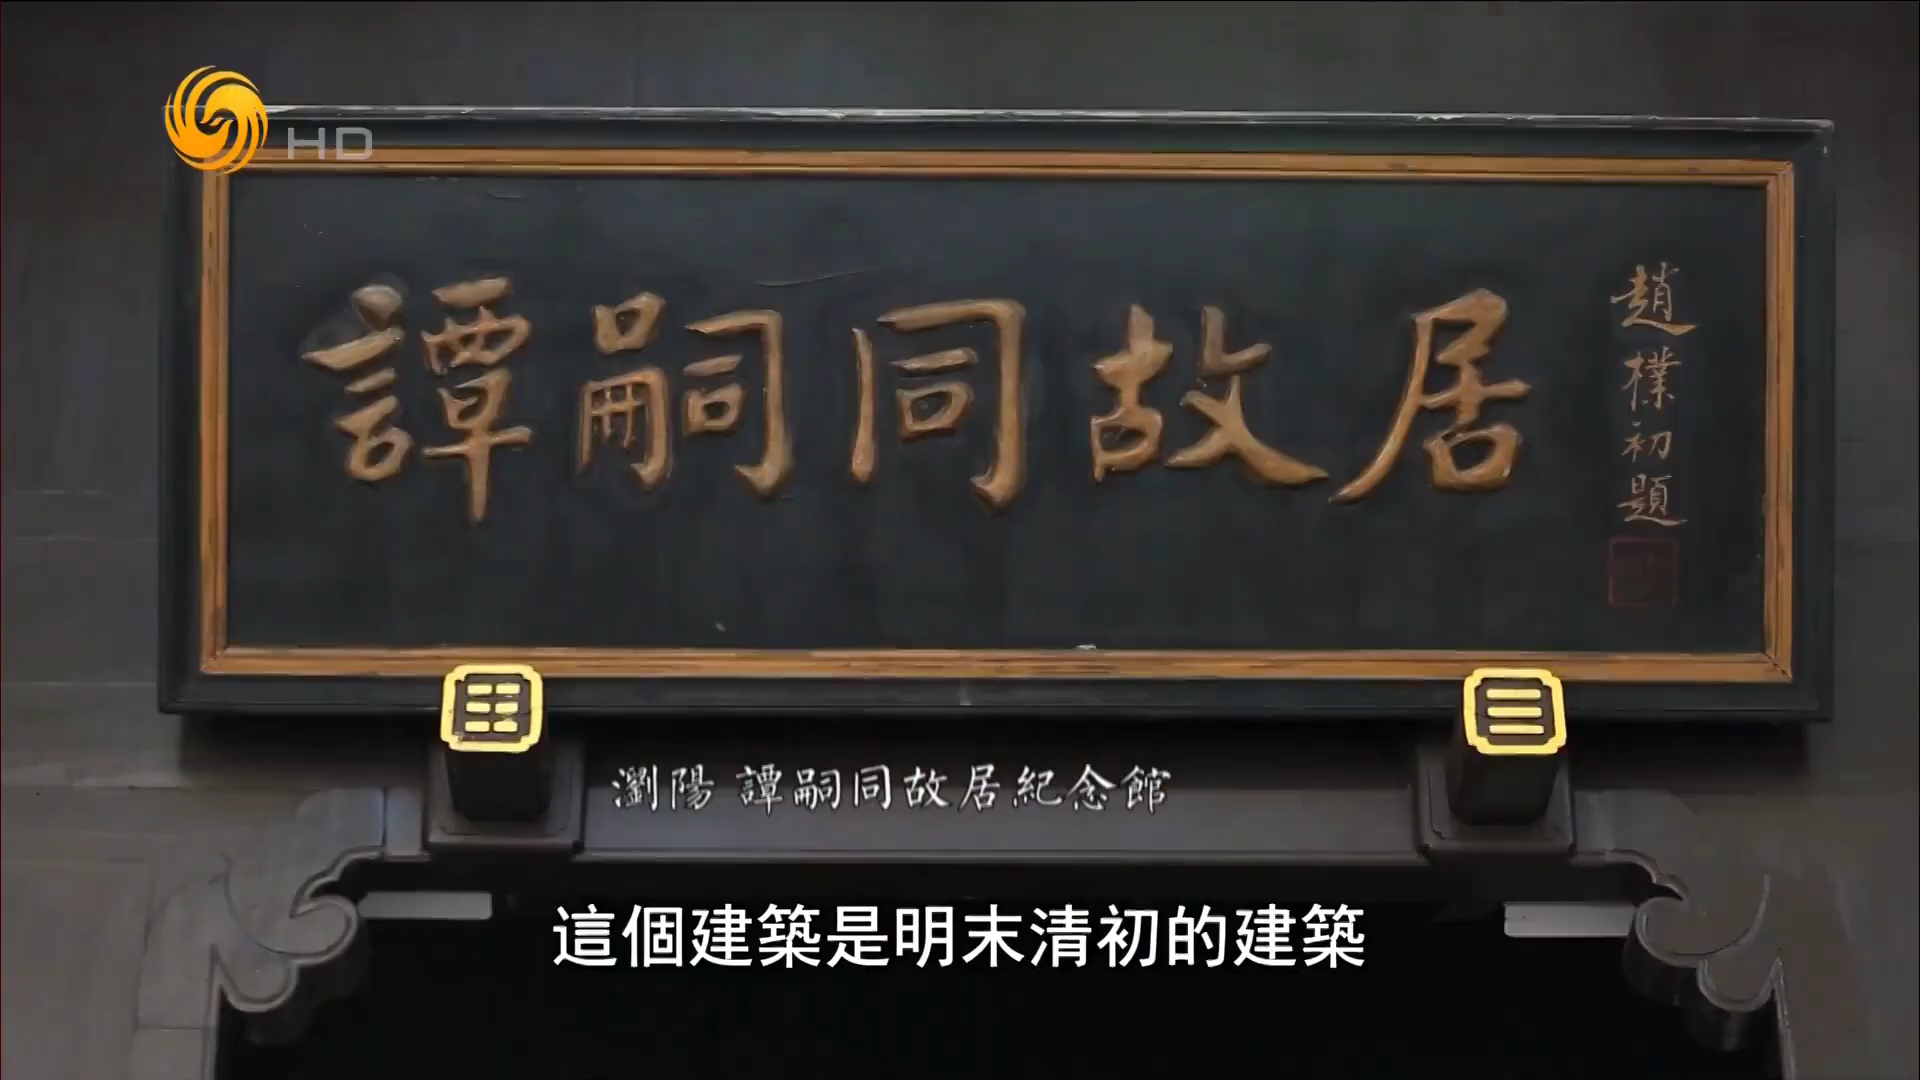 HD
譚嗣同故居
趙樸初題
瀏陽 譚嗣同故居紀念館
這個建築是明末清初的建築